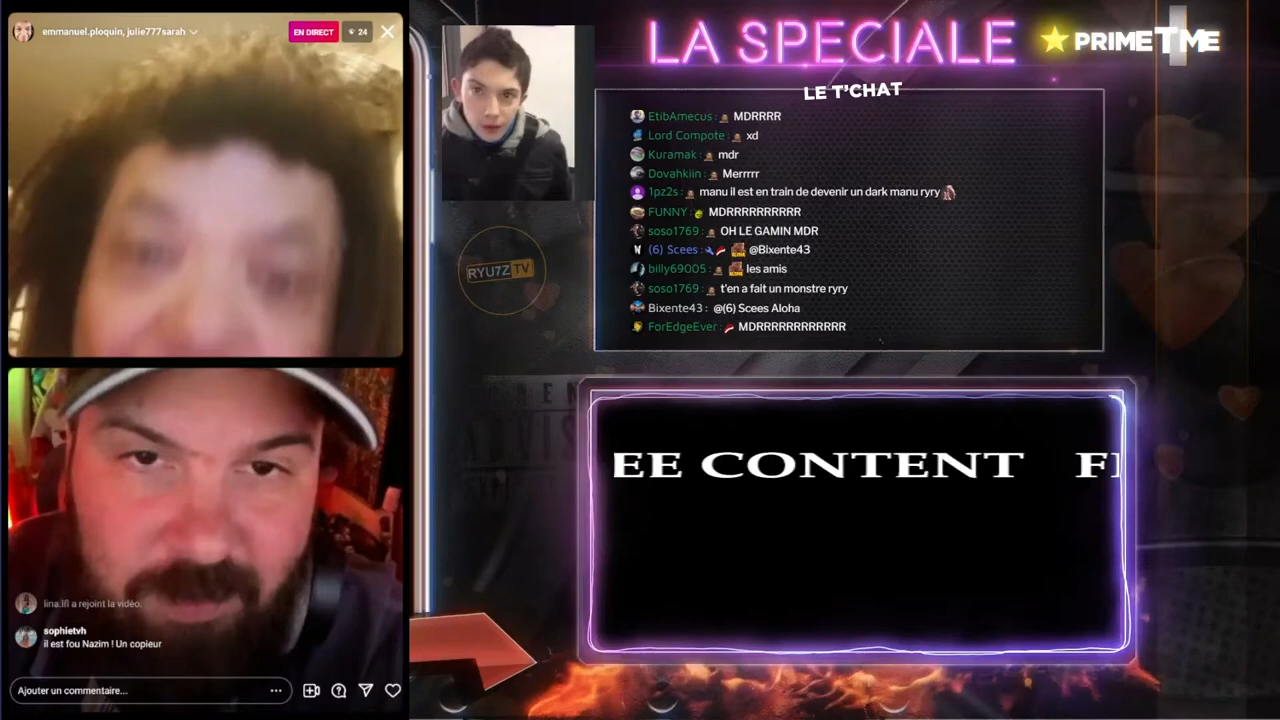 emmanuel.ploquin, julie777sarah
EN DIRECT
24
lina.lfl a rejoint la vidéo.
sophietvh
il est fou Nazim ! Un copieur
Ajouter un commentaire...
LA SPECIALE
PRIMETIME
LE T'CHAT
EtibAmecus : MDRRRR
Lord Compote : xd
Kuramak : mdr
Dovahkiin : Merrrrr
1pz2s : manu il est en train de devenir un dark manu ryry
FUNNY : MDRRRRRRRRRR
soso1769 : OH LE GAMIN MDR
(6) Scees : @Bixente43
billy69005 : les amis
soso1769 : t'en a fait un monstre ryry
Bixente43 : @(6) Scees Aloha
ForEdgeEver : MDRRRRRRRRRRRR
RYU7Z TV
EE CONTENT F